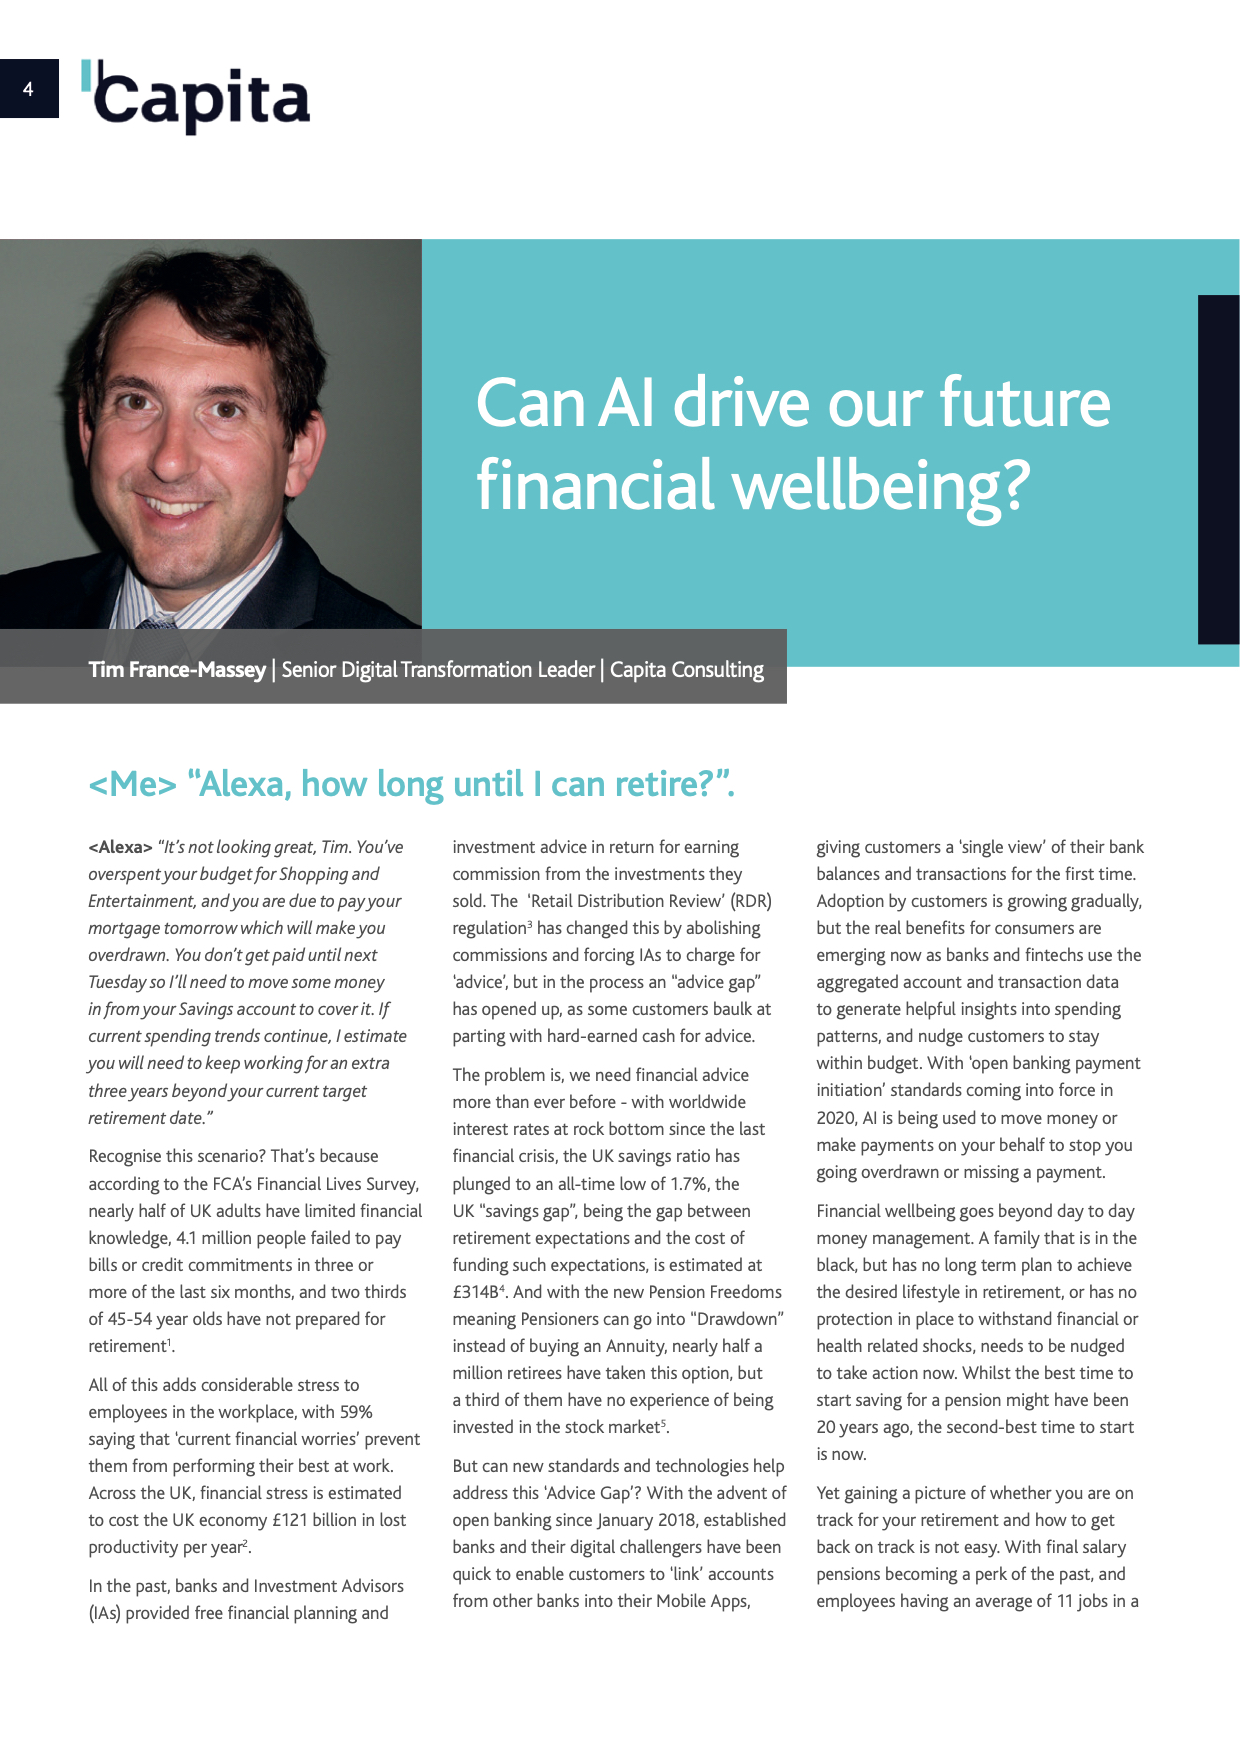 4
Capita
Can AI drive our future
financial wellbeing?
Tim France-Massey | Senior Digital Transformation Leader | Capita Consulting
<Me> “Alexa, how long until I can retire?”.
<Alexa> “It’s not looking great, Tim. You’ve
overspent your budget for Shopping and
Entertainment, and you are due to pay your
mortgage tomorrow which will make you
overdrawn. You don’t get paid until next
Tuesday so I’ll need to move some money
in from your Savings account to cover it. If
current spending trends continue, I estimate
you will need to keep working for an extra
three years beyond your current target
retirement date.”
Recognise this scenario? That’s because
according to the FCA’s Financial Lives Survey,
nearly half of UK adults have limited financial
knowledge, 4.1 million people failed to pay
bills or credit commitments in three or
more of the last six months, and two thirds
of 45-54 year olds have not prepared for
retirement¹.
All of this adds considerable stress to
employees in the workplace, with 59%
saying that ‘current financial worries’ prevent
them from performing their best at work.
Across the UK, financial stress is estimated
to cost the UK economy £121 billion in lost
productivity per year².
In the past, banks and Investment Advisors
(IAs) provided free financial planning and
investment advice in return for earning
commission from the investments they
sold. The ‘Retail Distribution Review’ (RDR)
regulation³ has changed this by abolishing
commissions and forcing IAs to charge for
‘advice’, but in the process an “advice gap”
has opened up, as some customers baulk at
parting with hard-earned cash for advice.
The problem is, we need financial advice
more than ever before - with worldwide
interest rates at rock bottom since the last
financial crisis, the UK savings ratio has
plunged to an all-time low of 1.7%, the
UK “savings gap”, being the gap between
retirement expectations and the cost of
funding such expectations, is estimated at
£314B⁴. And with the new Pension Freedoms
meaning Pensioners can go into “Drawdown”
instead of buying an Annuity, nearly half a
million retirees have taken this option, but
a third of them have no experience of being
invested in the stock market⁵.
But can new standards and technologies help
address this ‘Advice Gap’? With the advent of
open banking since January 2018, established
banks and their digital challengers have been
quick to enable customers to ‘link’ accounts
from other banks into their Mobile Apps,
giving customers a ‘single view’ of their bank
balances and transactions for the first time.
Adoption by customers is growing gradually,
but the real benefits for consumers are
emerging now as banks and fintechs use the
aggregated account and transaction data
to generate helpful insights into spending
patterns, and nudge customers to stay
within budget. With ‘open banking payment
initiation’ standards coming into force in
2020, AI is being used to move money or
make payments on your behalf to stop you
going overdrawn or missing a payment.
Financial wellbeing goes beyond day to day
money management. A family that is in the
black, but has no long term plan to achieve
the desired lifestyle in retirement, or has no
protection in place to withstand financial or
health related shocks, needs to be nudged
to take action now. Whilst the best time to
start saving for a pension might have been
20 years ago, the second-best time to start
is now.
Yet gaining a picture of whether you are on
track for your retirement and how to get
back on track is not easy. With final salary
pensions becoming a perk of the past, and
employees having an average of 11 jobs in a